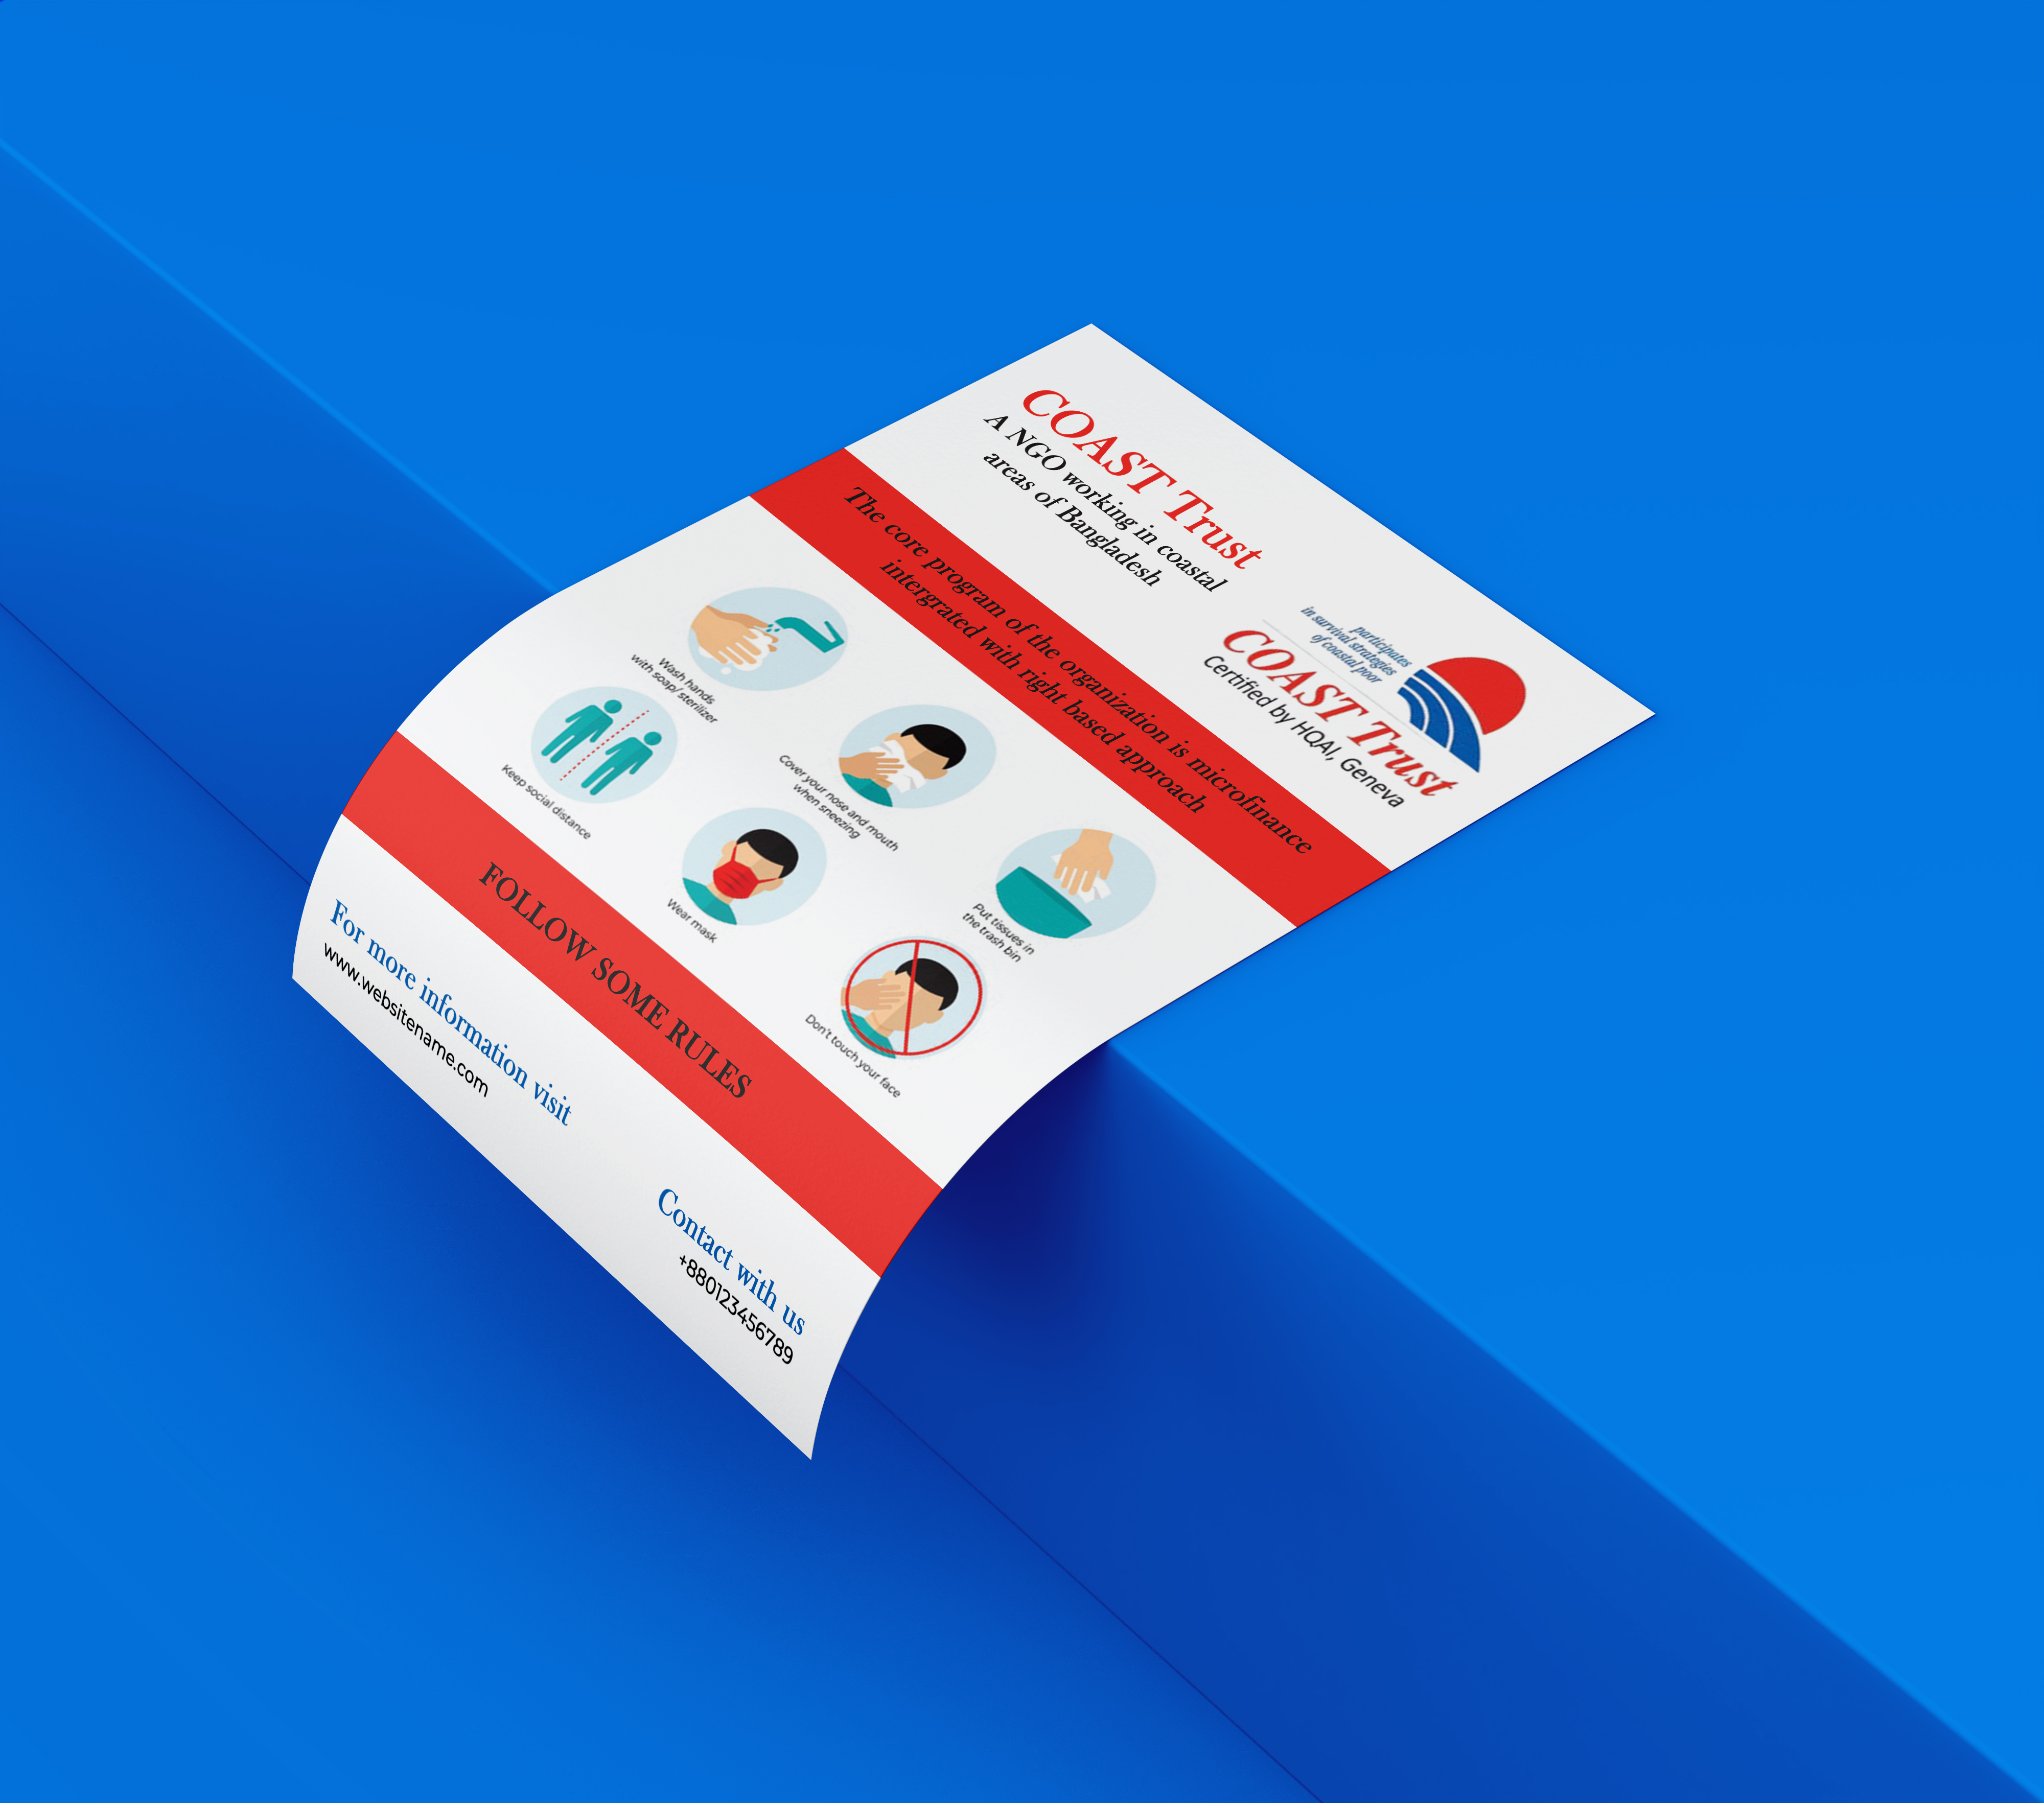 COAST Trust
A NGO working in coastal
areas of Bangladesh
participates
in survival strategies
of coastal poor
COAST Trust
Certified by HQAI, Geneva
The core program of the organization is microfinance
intergrated with right based approach
Wash hands
with soap/ sterilizer
Cover your nose and mouth
when sneezing
Put tissues in
the trash bin
Keep social distance
Wear mask
Don't touch your face
FOLLOW SOME RULES
For more information visit
www.websitename.com
Contact with us
+880123456789